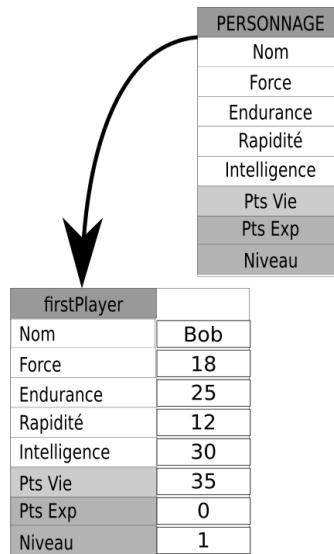 PERSONNAGE
Nom
Force
Endurance
Rapidité
Intelligence
Pts Vie
Pts Exp
Niveau
firstPlayer
Nom Bob
Force 18
Endurance 25
Rapidité 12
Intelligence 30
Pts Vie 35
Pts Exp 0
Niveau 1